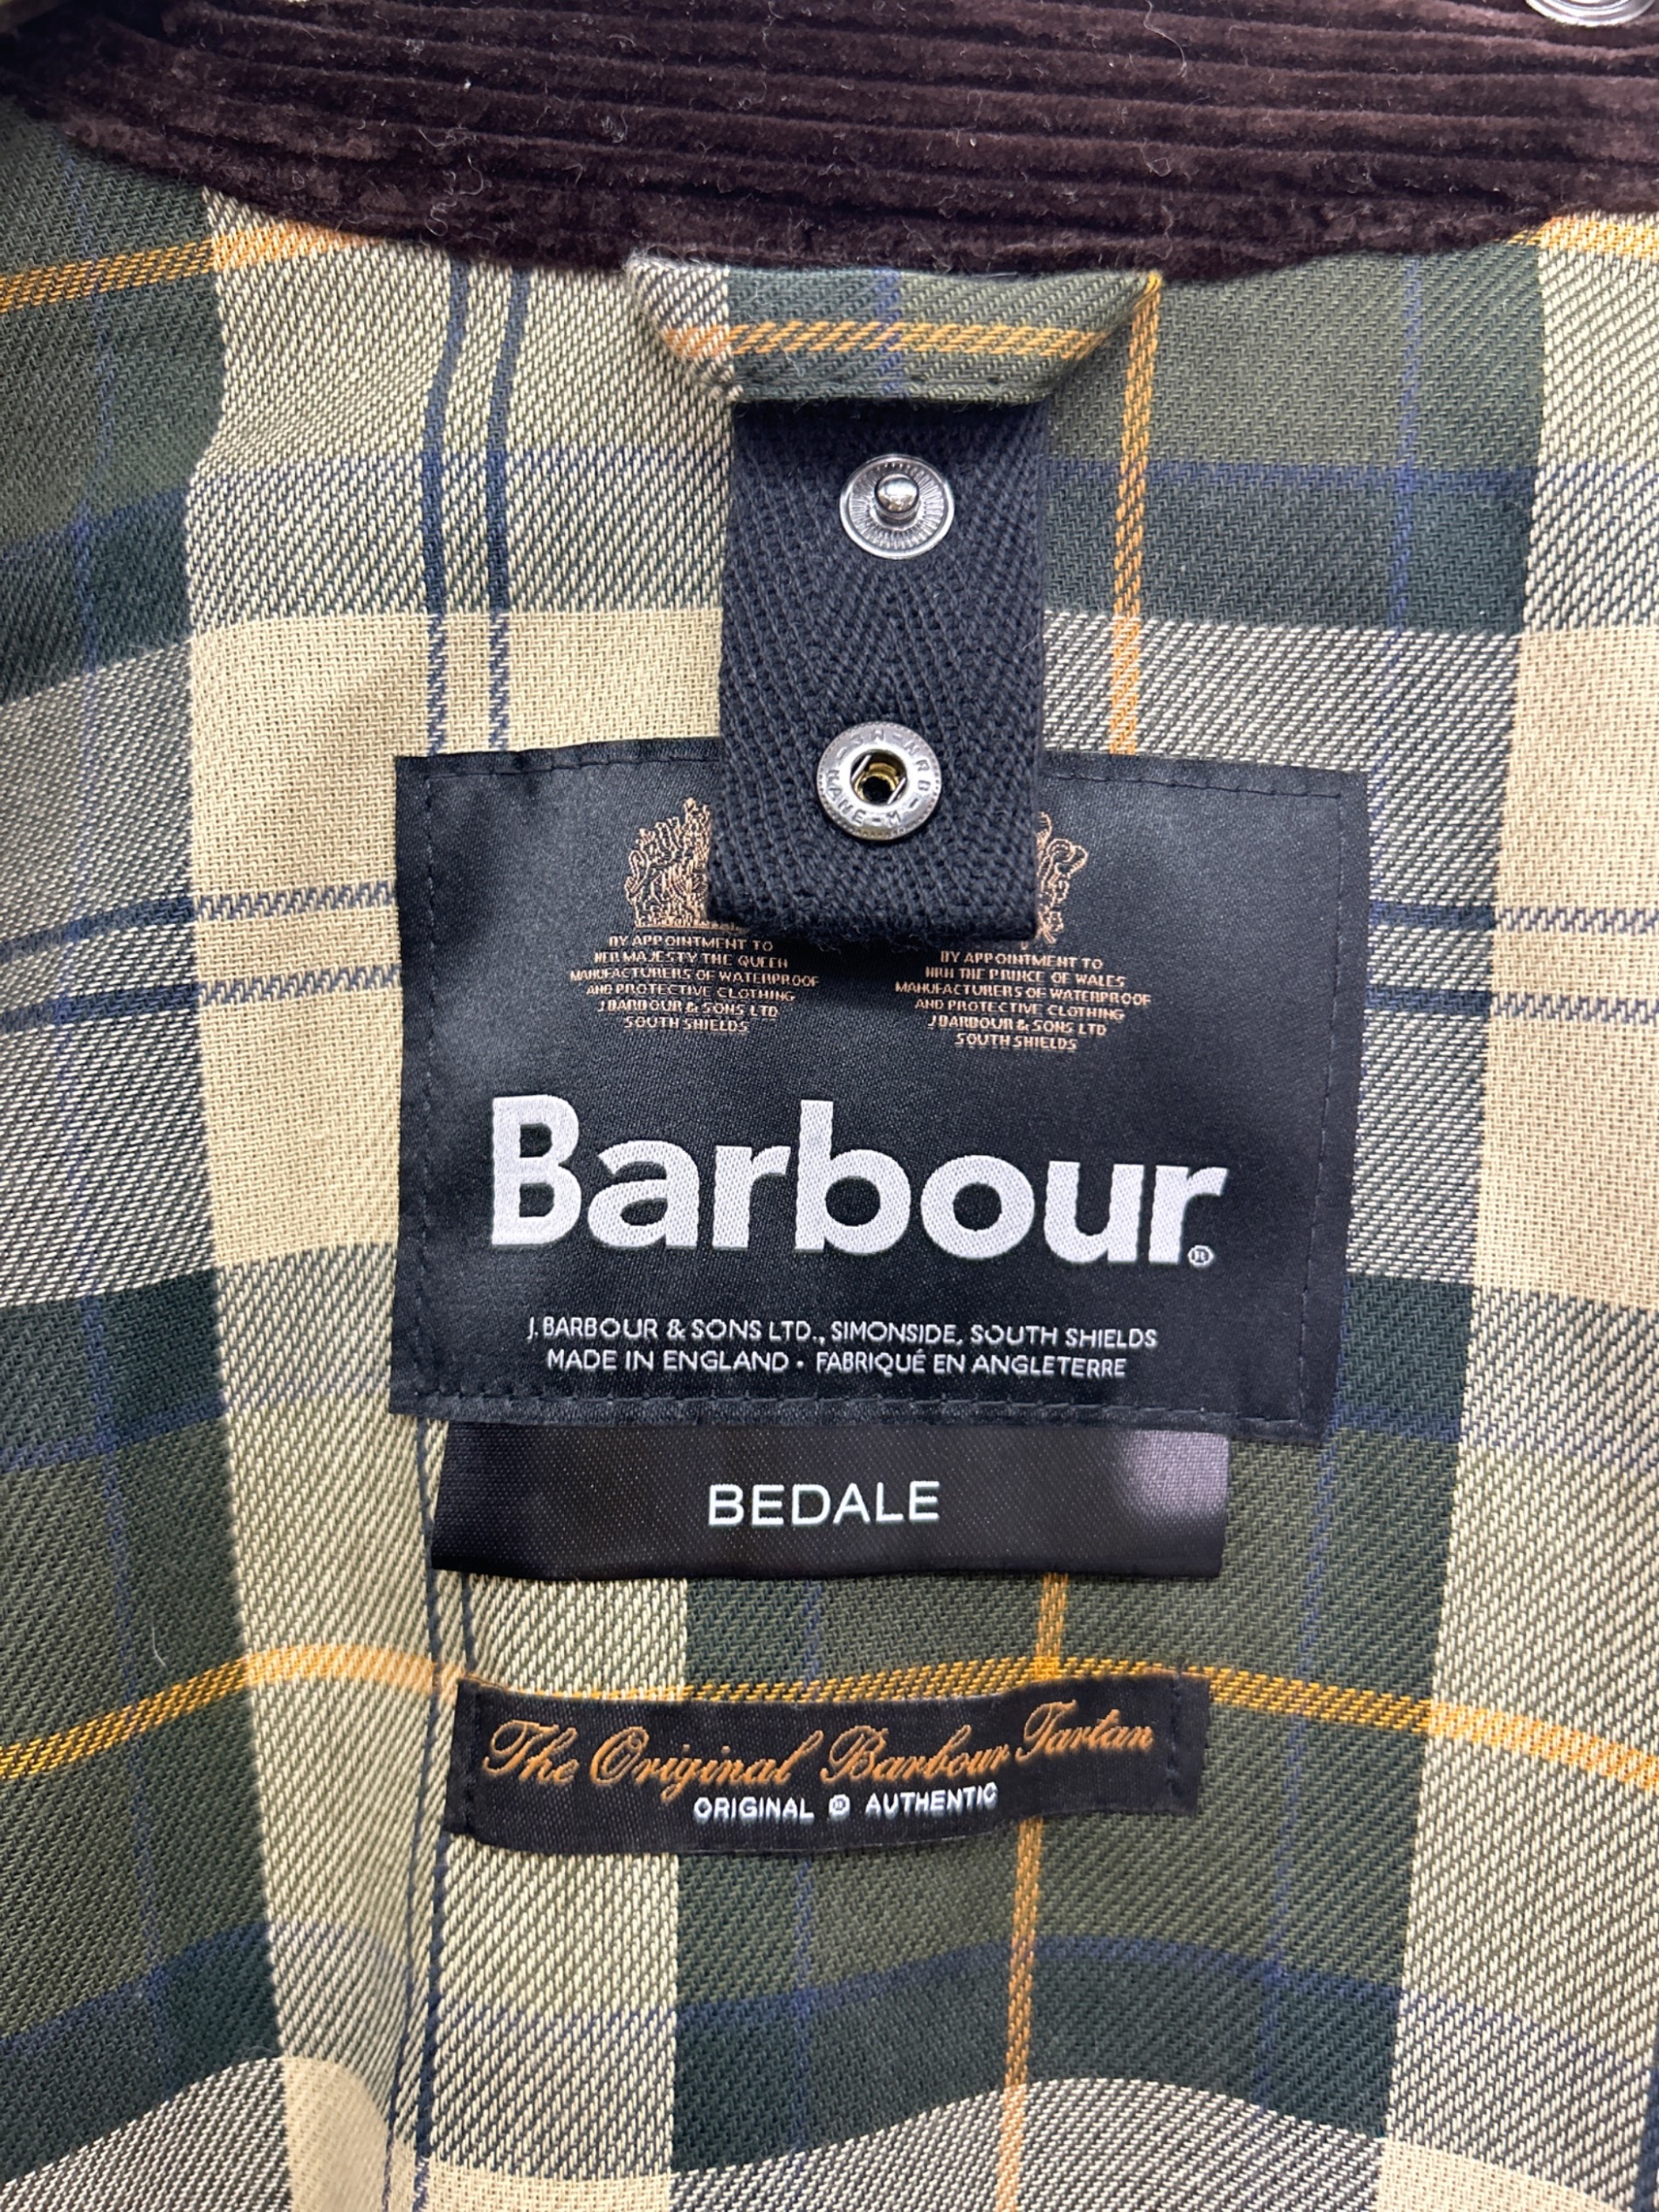 BY APPOINTMENT TO
HER MAJESTY THE QUEEN
MANUFACTURERS OF WATERPROOF
AND PROTECTIVE CLOTHING
J BARBOUR & SONS LTD
SOUTH SHIELDS
BY APPOINTMENT TO
HRH THE PRINCE OF WALES
MANUFACTURERS OF WATERPROOF
AND PROTECTIVE CLOTHING
J BARBOUR & SONS LTD
SOUTH SHIELDS
Barbour®
J. BARBOUR & SONS LTD., SIMONSIDE, SOUTH SHIELDS
MADE IN ENGLAND · FABRIQUÉ EN ANGLETERRE
BEDALE
The Original Barbour Tartan
ORIGINAL ® AUTHENTIC